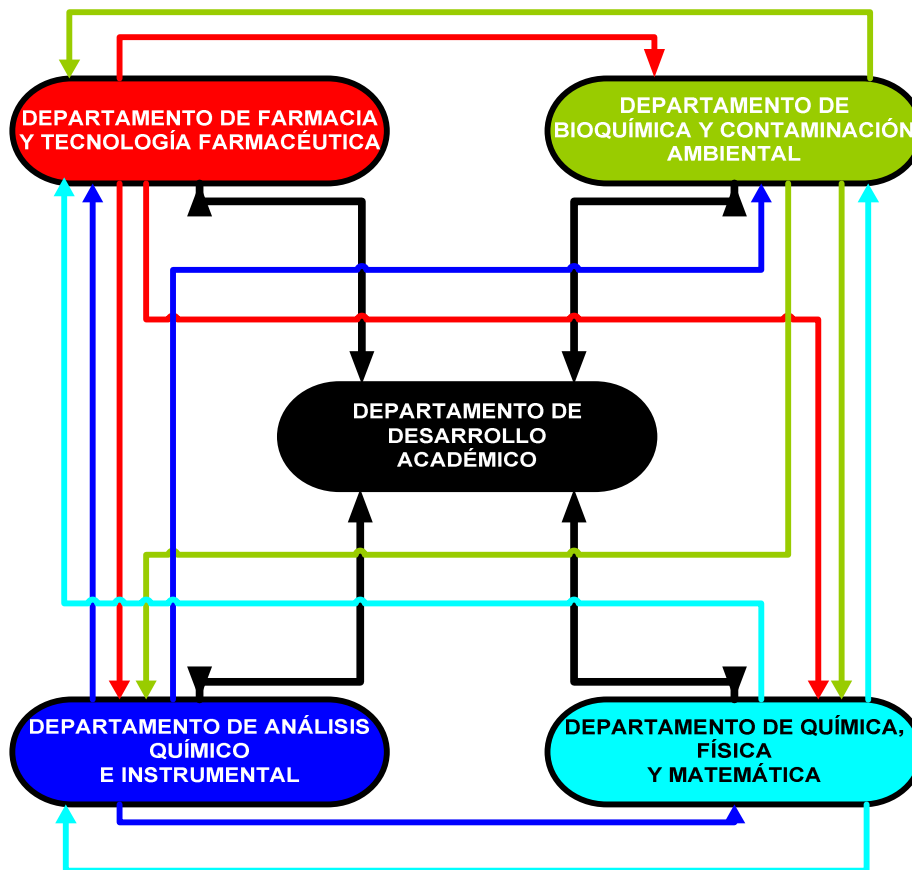 DEPARTAMENTO DE FARMACIA
Y TECNOLOGÍA FARMACÉUTICA
DEPARTAMENTO DE
BIOQUÍMICA Y CONTAMINACIÓN
AMBIENTAL
DEPARTAMENTO DE
DESARROLLO
ACADÉMICO
DEPARTAMENTO DE ANÁLISIS
QUÍMICO
E INSTRUMENTAL
DEPARTAMENTO DE QUÍMICA,
FÍSICA
Y MATEMÁTICA